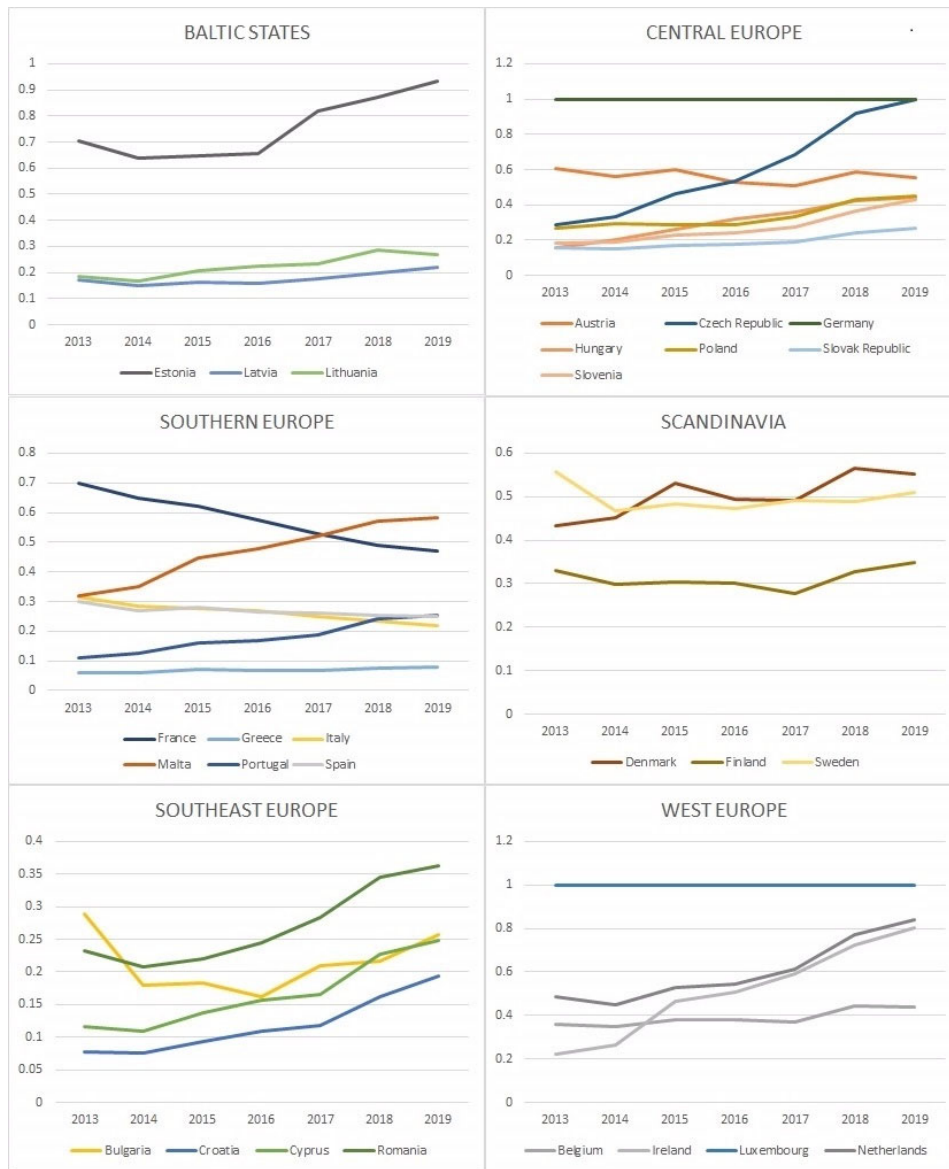 BALTIC STATES
1
0.9
0.8
0.7
0.6
0.5
0.4
0.3
0.2
0.1
0
2013 2014 2015 2016 2017 2018 2019
Estonia Latvia Lithuania
CENTRAL EUROPE
1.2
1
0.8
0.6
0.4
0.2
0
2013 2014 2015 2016 2017 2018 2019
Austria Czech Republic Germany
Hungary Poland Slovak Republic
Slovenia
SOUTHERN EUROPE
0.8
0.7
0.6
0.5
0.4
0.3
0.2
0.1
0
2013 2014 2015 2016 2017 2018 2019
France Greece Italy
Malta Portugal Spain
SCANDINAVIA
0.6
0.5
0.4
0.3
0.2
0.1
0
2013 2014 2015 2016 2017 2018 2019
Denmark Finland Sweden
SOUTHEAST EUROPE
0.4
0.35
0.3
0.25
0.2
0.15
0.1
0.05
0
2013 2014 2015 2016 2017 2018 2019
Bulgaria Croatia Cyprus Romania
WEST EUROPE
1.2
1
0.8
0.6
0.4
0.2
0
2013 2014 2015 2016 2017 2018 2019
Belgium Ireland Luxembourg Netherlands